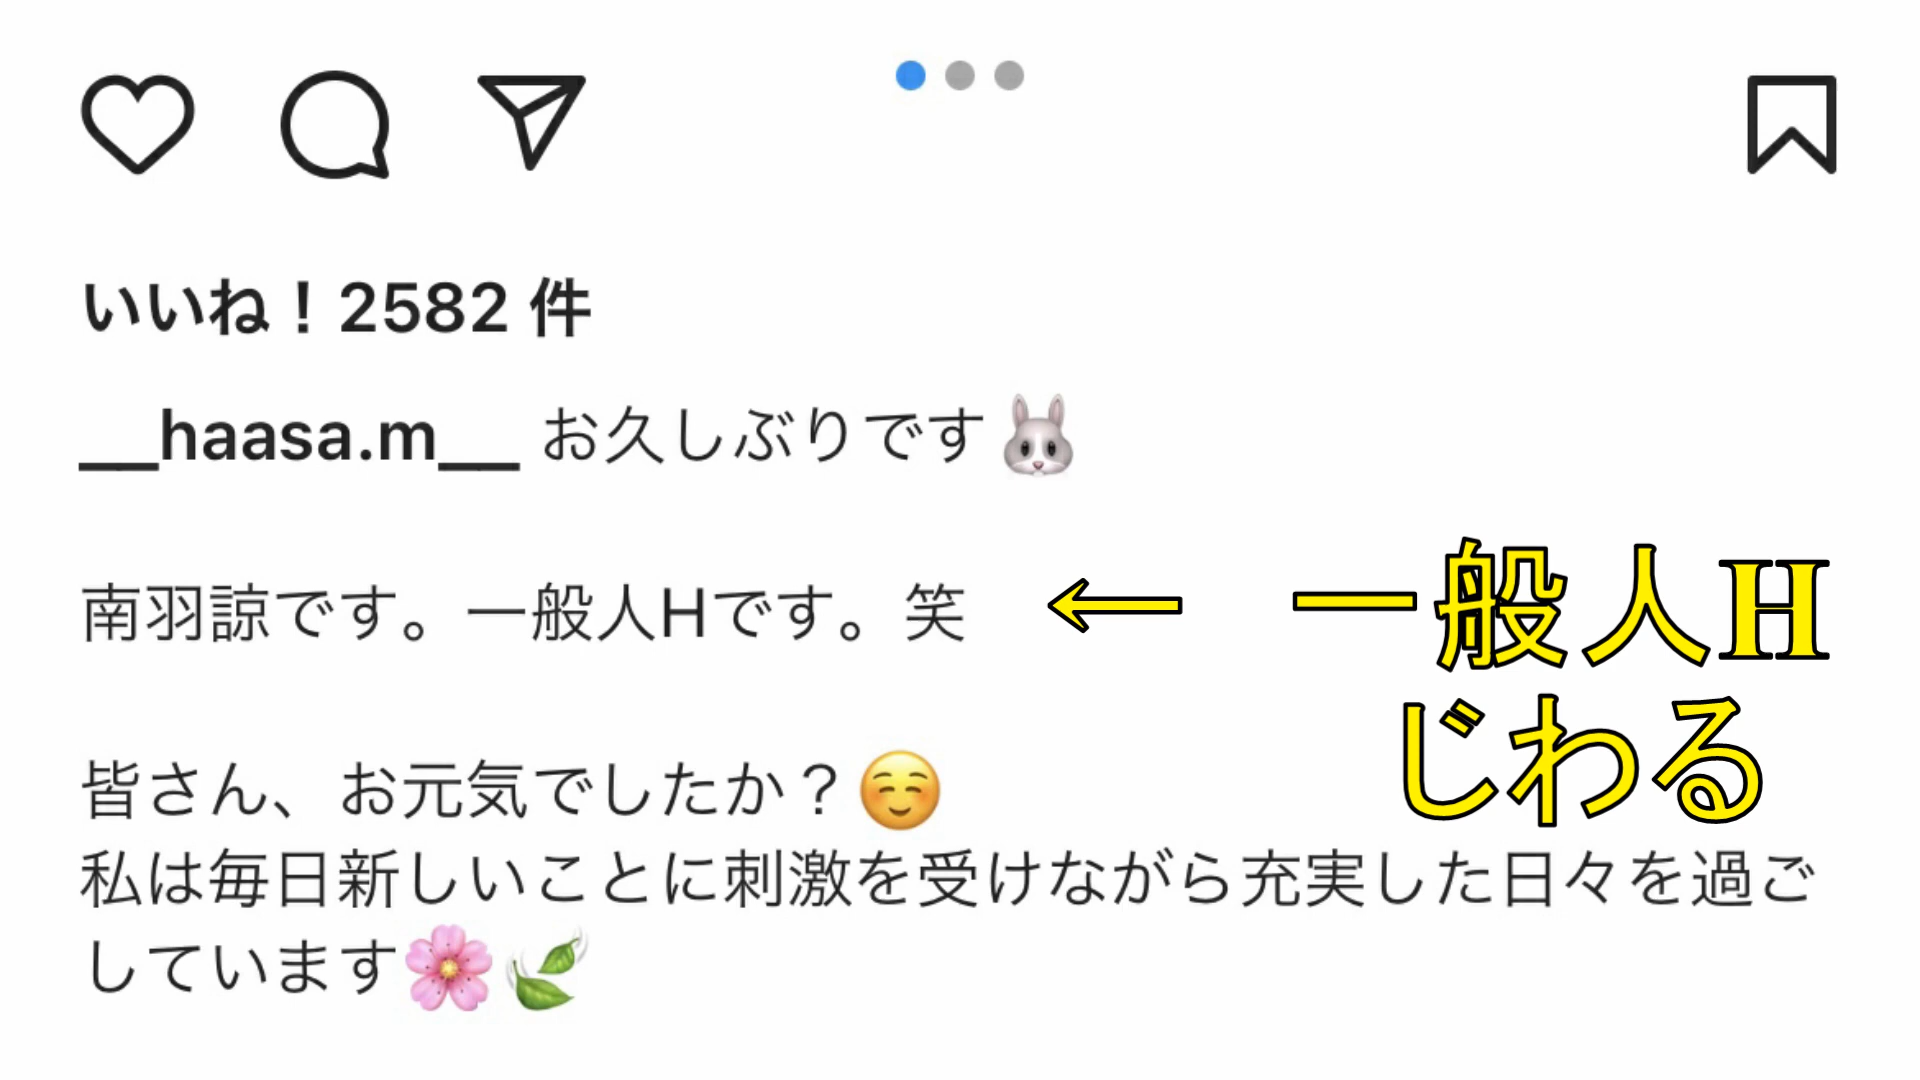 いいね！2582 件
__haasa.m__ お久しぶりです🐰
南羽諒です。一般人Hです。笑
← 一般人H
じわる
皆さん、お元気でしたか？☺️
私は毎日新しいことに刺激を受けながら充実した日々を過ご
しています🌸🍃